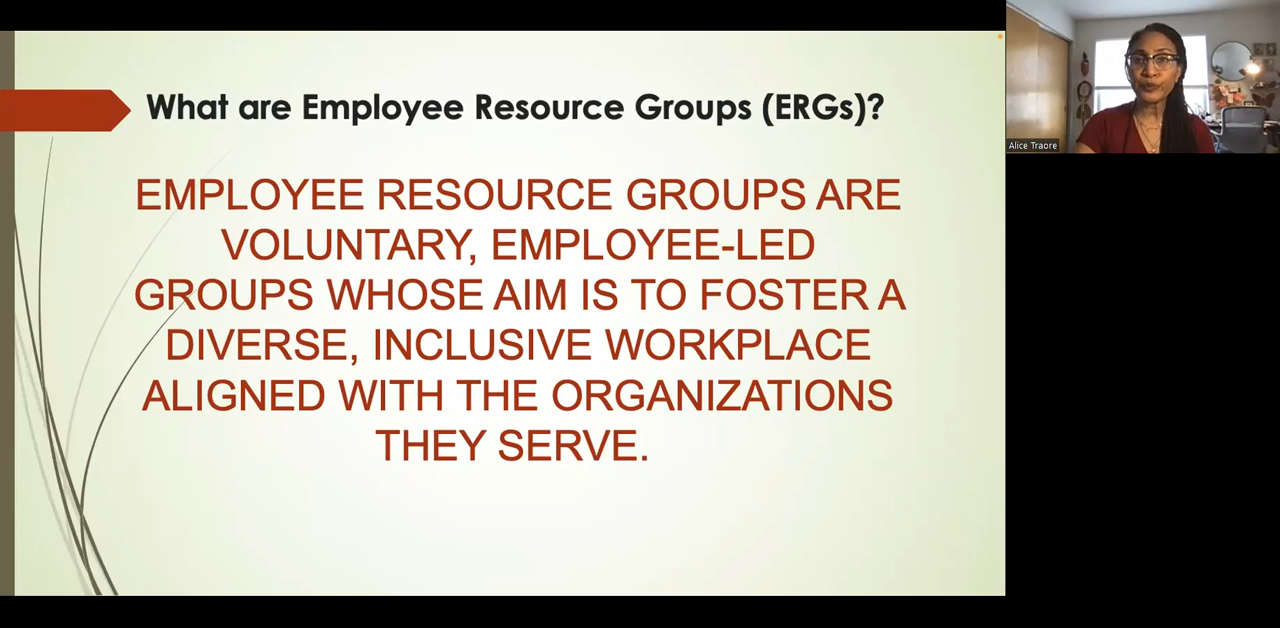 What are Employee Resource Groups (ERGs)?
EMPLOYEE RESOURCE GROUPS ARE
VOLUNTARY, EMPLOYEE-LED
GROUPS WHOSE AIM IS TO FOSTER A
DIVERSE, INCLUSIVE WORKPLACE
ALIGNED WITH THE ORGANIZATIONS
THEY SERVE.
Alice Traore